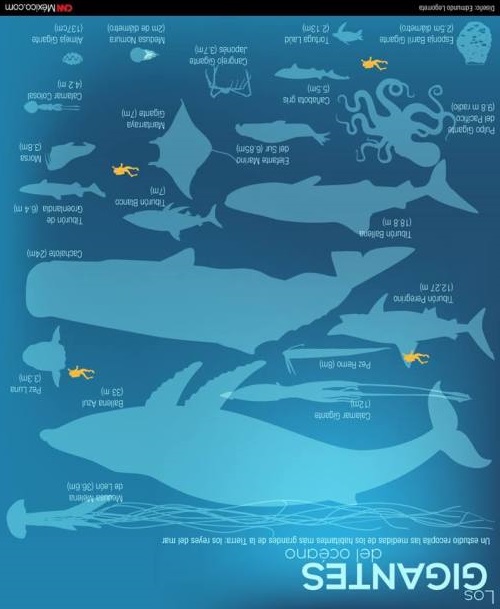 Los
GIGANTES
del océano
Un estudio recopila las medidas de los habitantes más grandes de la Tierra: los reyes del mar
Medusa Melena
de León (36.6m)
Calamar Gigante
(12m)
Ballena Azul
(33 m)
Pez Luna
(3.3m)
Pez Remo (8m)
Tiburón Peregrino
(12.27 m)
Cachalote (24m)
Tiburón Ballena
(18.8 m)
Tiburón Blanco
(7m)
Tiburón de
Groenlandia (6.4 m)
Pulpo Gigante
del Pacífico
(9.8 m radio)
Elefante Marino
del Sur (6.85m)
Mantarraya
Gigante (7m)
Morsa
(3.8m)
Cañabota gris
(5.5m)
Calamar Colosal
(4.2 m)
Esponja Barril Gigante
(2.5m diámetro)
Tortuga Laúd
(2.13m)
Cangrejo Gigante
Japonés (3.7m)
Medusa Nomura
(2m de diámetro)
Almeja Gigante
(137cm)
Diseño: Edmundo Lagorreta
CNNMéxico.com